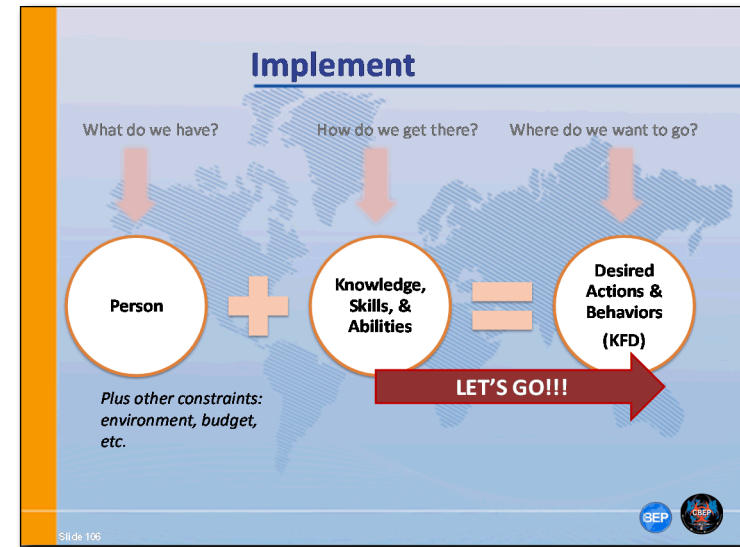 Implement
What do we have?
How do we get there?
Where do we want to go?
Person
Knowledge,
Skills, &
Abilities
Desired
Actions &
Behaviors
(KFD)
Plus other constraints:
environment, budget,
etc.
LET'S GO!!!
BEP
CBEP
Slide 106